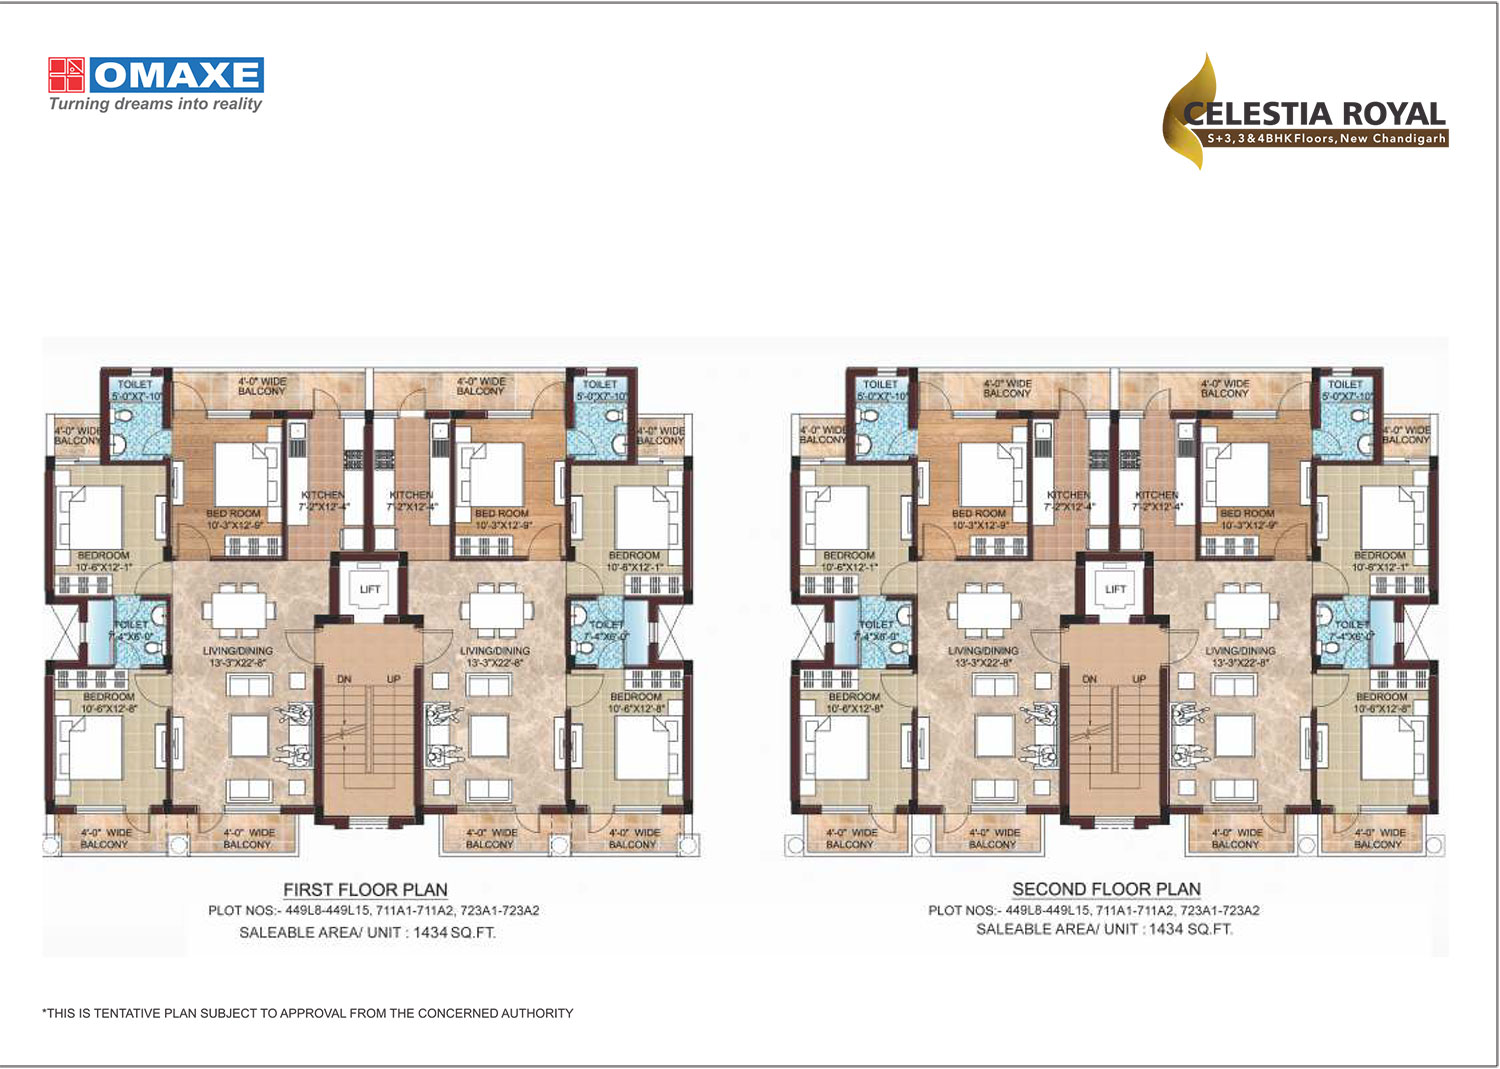 OMAXE
Turning dreams into reality
CELESTIA ROYAL
S+3, 3 & 4BHK Floors, New Chandigarh
TOILET
5'-0"X7'-10"
4'-0" WIDE
BALCONY
4'-0" WIDE
BALCONY
TOILET
5'-0"X7'-10"
4'-0" WIDE
BALCONY
4'-0" WIDE
BALCONY
KITCHEN
7'-2"X12'-4"
KITCHEN
7'-2"X12'-4"
BED ROOM
10'-3"X12'-9"
BED ROOM
10'-3"X12'-9"
BEDROOM
10'-6"X12'-1"
BEDROOM
10'-6"X12'-1"
LIFT
TOILET
7'-4"X6'-0"
TOILET
7'-4"X6'-0"
LIVING/DINING
13'-3"X22'-8"
LIVING/DINING
13'-3"X22'-8"
DN UP
BEDROOM
10'-6"X12'-8"
BEDROOM
10'-6"X12'-8"
4'-0" WIDE
BALCONY
4'-0" WIDE
BALCONY
4'-0" WIDE
BALCONY
4'-0" WIDE
BALCONY
FIRST FLOOR PLAN
PLOT NOS:- 449L8-449L15, 711A1-711A2, 723A1-723A2
SALEABLE AREA/ UNIT : 1434 SQ.FT.
TOILET
5'-0"X7'-10"
4'-0" WIDE
BALCONY
4'-0" WIDE
BALCONY
TOILET
5'-0"X7'-10"
4'-0" WIDE
BALCONY
4'-0" WIDE
BALCONY
KITCHEN
7'-2"X12'-4"
KITCHEN
7'-2"X12'-4"
BED ROOM
10'-3"X12'-9"
BED ROOM
10'-3"X12'-9"
BEDROOM
10'-6"X12'-1"
BEDROOM
10'-6"X12'-1"
LIFT
TOILET
7'-4"X6'-0"
TOILET
7'-4"X6'-0"
LIVING/DINING
13'-3"X22'-8"
LIVING/DINING
13'-3"X22'-8"
DN UP
BEDROOM
10'-6"X12'-8"
BEDROOM
10'-6"X12'-8"
4'-0" WIDE
BALCONY
4'-0" WIDE
BALCONY
4'-0" WIDE
BALCONY
4'-0" WIDE
BALCONY
SECOND FLOOR PLAN
PLOT NOS:- 449L8-449L15, 711A1-711A2, 723A1-723A2
SALEABLE AREA/ UNIT : 1434 SQ.FT.
*THIS IS TENTATIVE PLAN SUBJECT TO APPROVAL FROM THE CONCERNED AUTHORITY